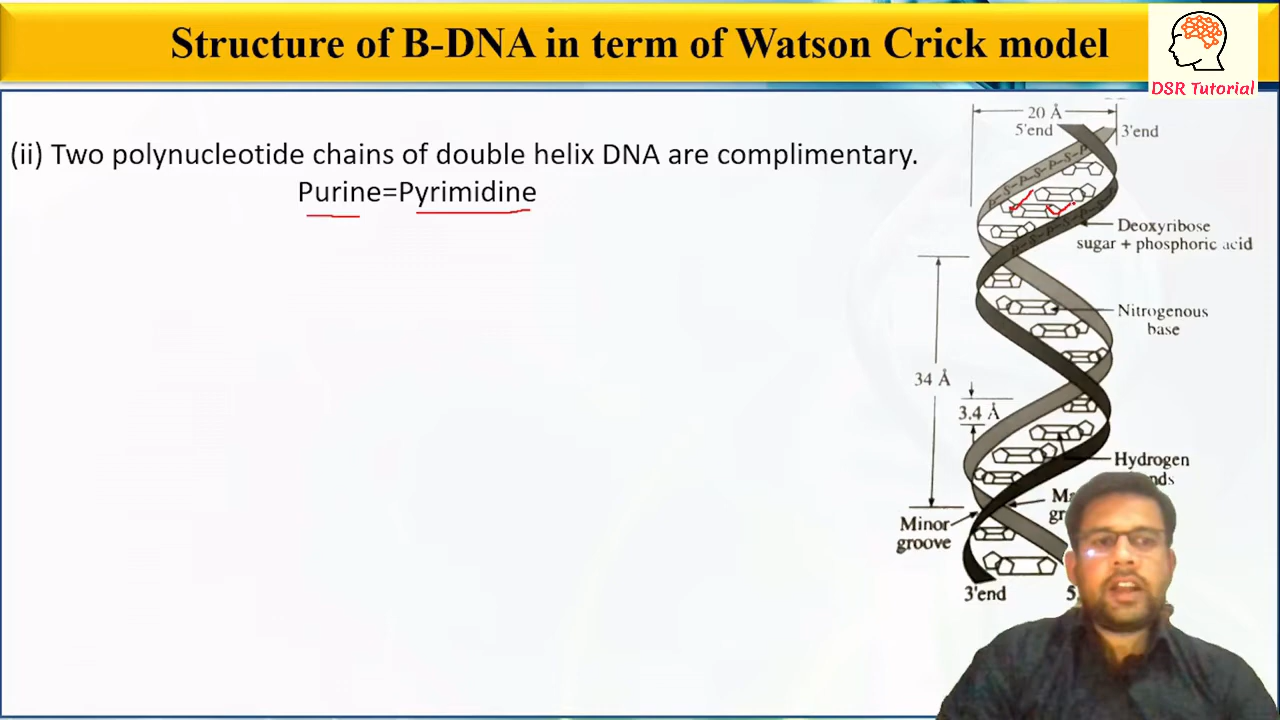 Structure of B-DNA in term of Watson Crick model
DSR Tutorial
(ii) Two polynucleotide chains of double helix DNA are complimentary.
Purine=Pyrimidine
20 Å
5'end
3'end
Deoxyribose
sugar + phosphoric acid
Nitrogenous
base
34 Å
3.4 Å
Hydrogen
Minor
groove
3'end